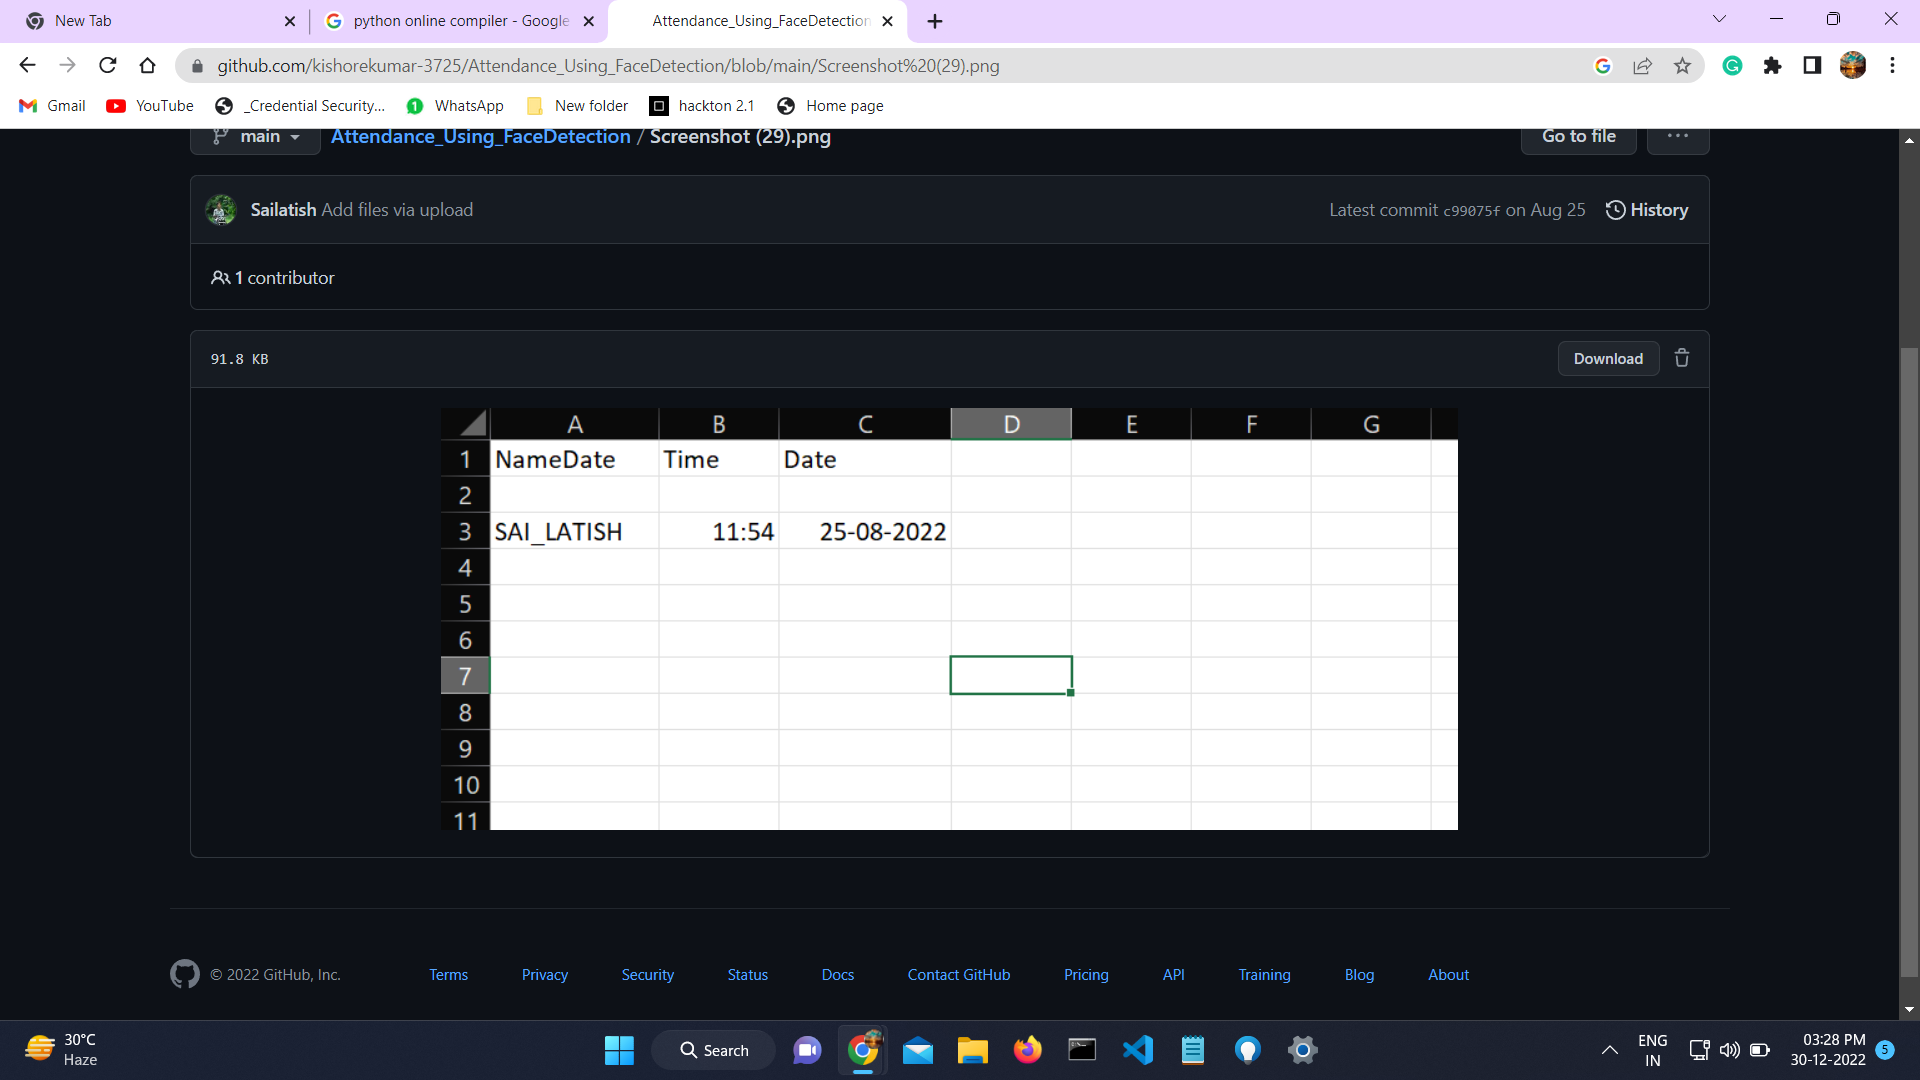 New Tab
python online compiler - Google
Attendance_Using_FaceDetection
github.com/kishorekumar-3725/Attendance_Using_FaceDetection/blob/main/Screenshot%20(29).png
Gmail
YouTube
_Credential Security...
1 WhatsApp
New folder
hackton 2.1
Home page
main
Attendance_Using_FaceDetection / Screenshot (29).png
Go to file
Sailatish Add files via upload
Latest commit c99075f on Aug 25
History
1 contributor
91.8 KB
Download
A B C D E F G
1 NameDate Time Date
2
3 SAI_LATISH 11:54 25-08-2022
4
5
6
7
8
9
10
11
© 2022 GitHub, Inc.
Terms
Privacy
Security
Status
Docs
Contact GitHub
Pricing
API
Training
Blog
About
30°C
Haze
Search
ENG
IN
03:28 PM
30-12-2022
5